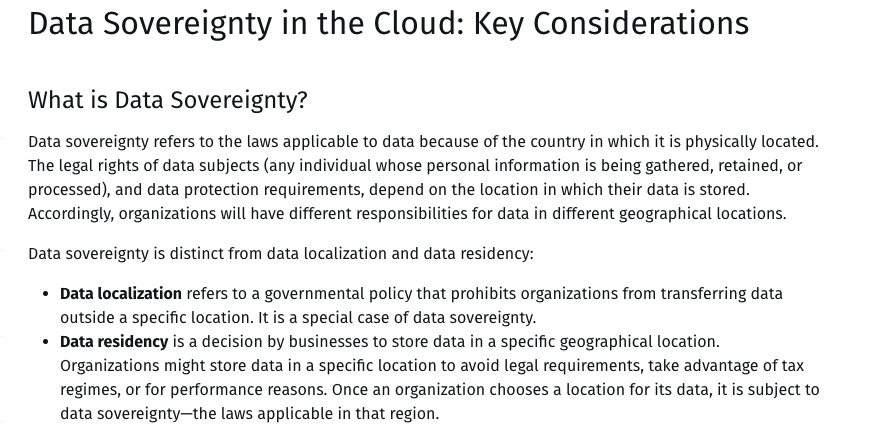 Data Sovereignty in the Cloud: Key Considerations
What is Data Sovereignty?
Data sovereignty refers to the laws applicable to data because of the country in which it is physically located.
The legal rights of data subjects (any individual whose personal information is being gathered, retained, or
processed), and data protection requirements, depend on the location in which their data is stored.
Accordingly, organizations will have different responsibilities for data in different geographical locations.
Data sovereignty is distinct from data localization and data residency:
• Data localization refers to a governmental policy that prohibits organizations from transferring data
outside a specific location. It is a special case of data sovereignty.
• Data residency is a decision by businesses to store data in a specific geographical location.
Organizations might store data in a specific location to avoid legal requirements, take advantage of tax
regimes, or for performance reasons. Once an organization chooses a location for its data, it is subject to
data sovereignty—the laws applicable in that region.